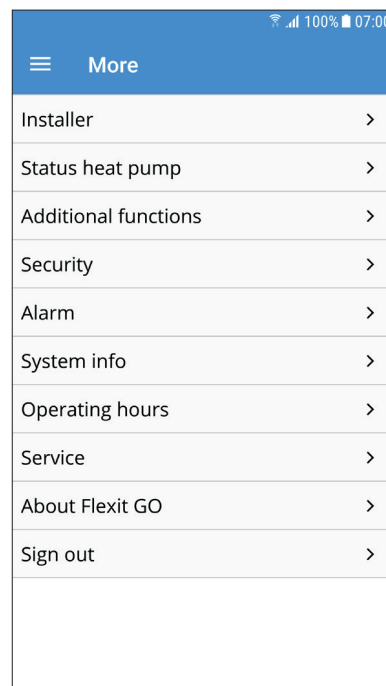 100% 07:00
More
Installer
Status heat pump
Additional functions
Security
Alarm
System info
Operating hours
Service
About Flexit GO
Sign out